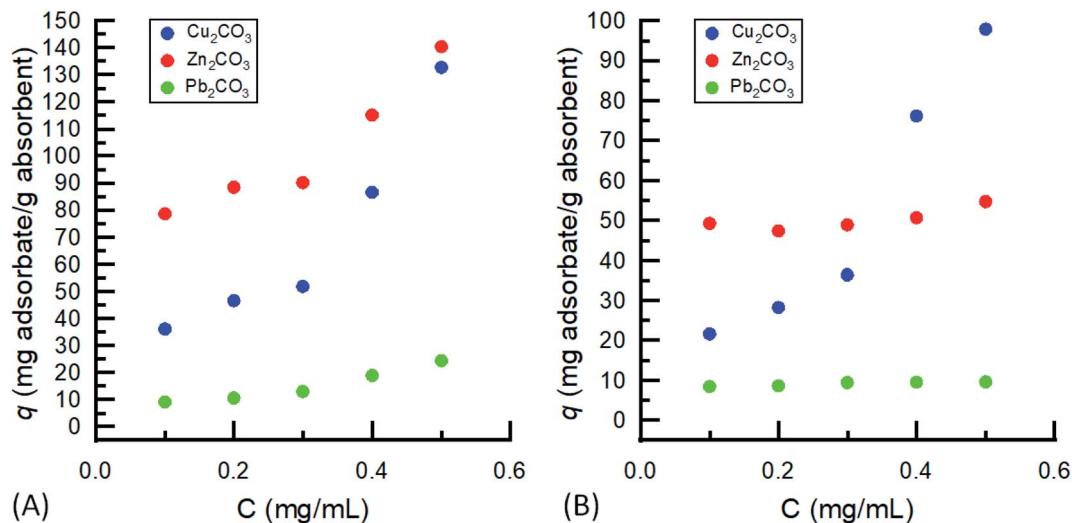 150
140
130
120
110
100
90
80
70
60
50
40
30
20
10
0
q (mg adsorbate/g absorbent)
Cu₂CO₃
Zn₂CO₃
Pb₂CO₃
0.0 0.2 0.4 0.6
C (mg/mL)
(A)
100
90
80
70
60
50
40
30
20
10
0
q (mg adsorbate/g absorbent)
Cu₂CO₃
Zn₂CO₃
Pb₂CO₃
0.0 0.2 0.4 0.6
C (mg/mL)
(B)